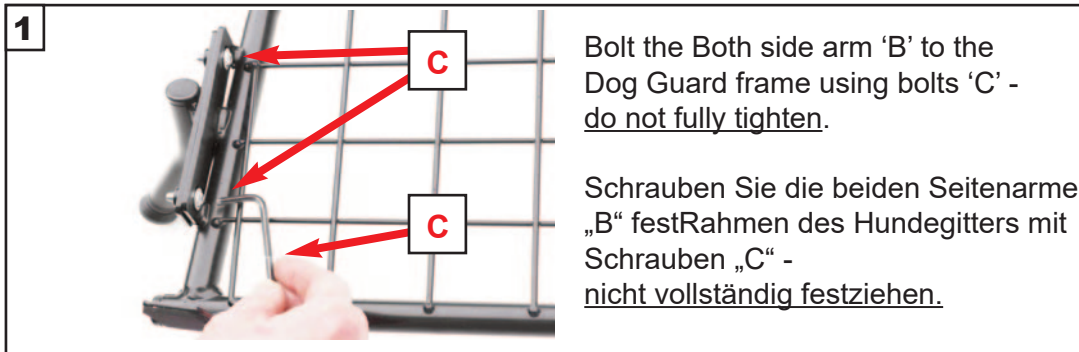 1
C
C
Bolt the Both side arm ‘B’ to the
Dog Guard frame using bolts ‘C’ -
do not fully tighten.
Schrauben Sie die beiden Seitenarme
„B“ festRahmen des Hundegitters mit
Schrauben „C“ -
nicht vollständig festziehen.